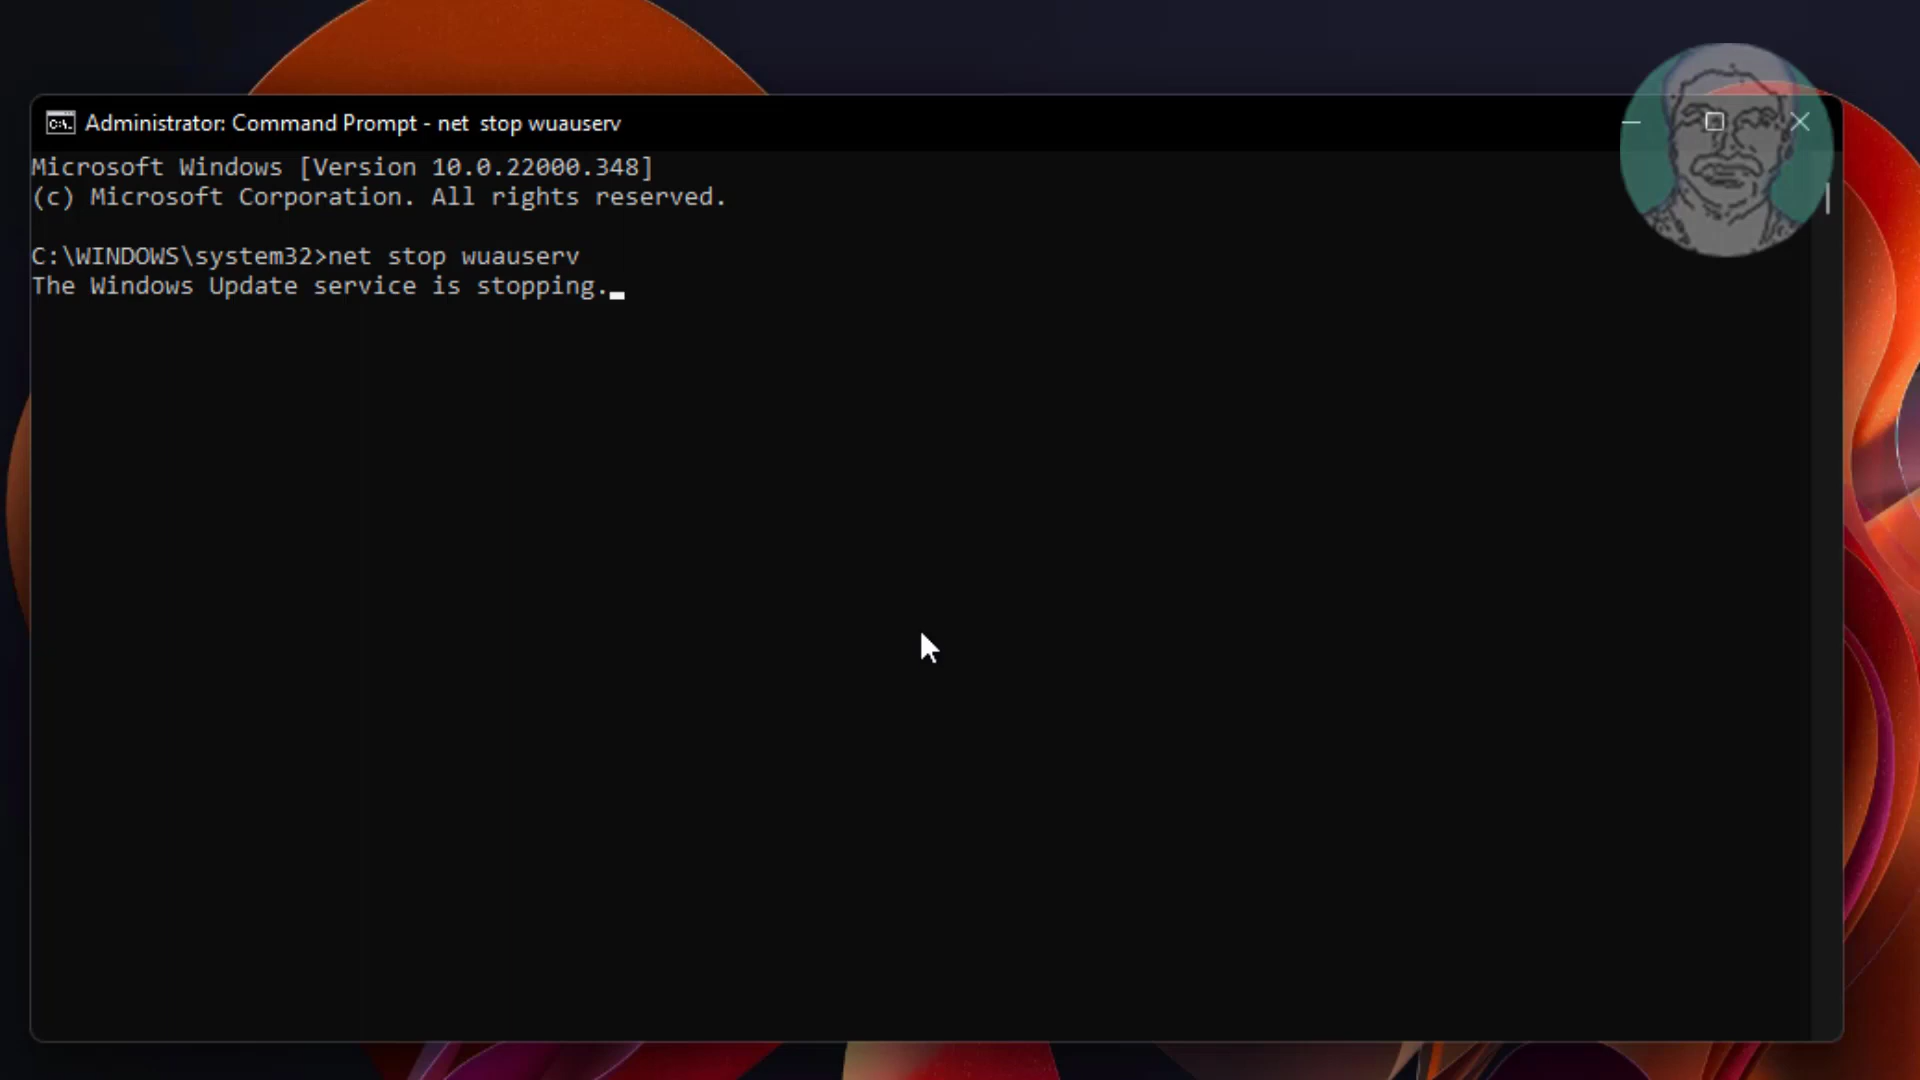 Administrator: Command Prompt - net  stop wuauserv
Microsoft Windows [Version 10.0.22000.348]
(c) Microsoft Corporation. All rights reserved.
C:\WINDOWS\system32>net stop wuauserv
The Windows Update service is stopping.